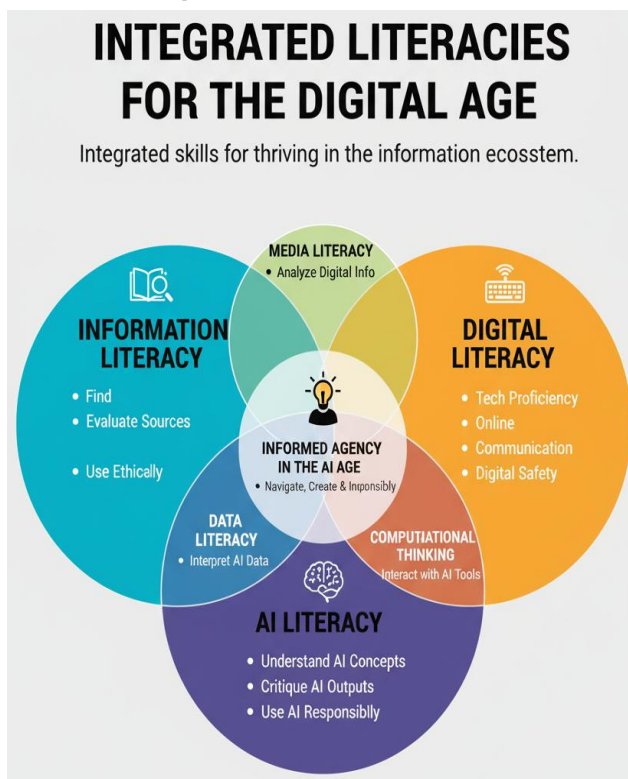 INTEGRATED LITERACIES
FOR THE DIGITAL AGE
Integrated skills for thriving in the information ecosstem.
MEDIA LITERACY
• Analyze Digital Info
INFORMATION
LITERACY
• Find
• Evaluate Sources
• Use Ethically
DIGITAL
LITERACY
• Tech Proficiency
• Online
• Communication
• Digital Safety
INFORMED AGENCY
IN THE AI AGE
• Navigate, Create & Imponsibly
DATA
LITERACY
• Interpret AI Data
COMPUTIATIONAL
THINKING
Interact with AI Tools
AI LITERACY
• Understand AI Concepts
• Critique AI Outputs
• Use AI Responsiblly